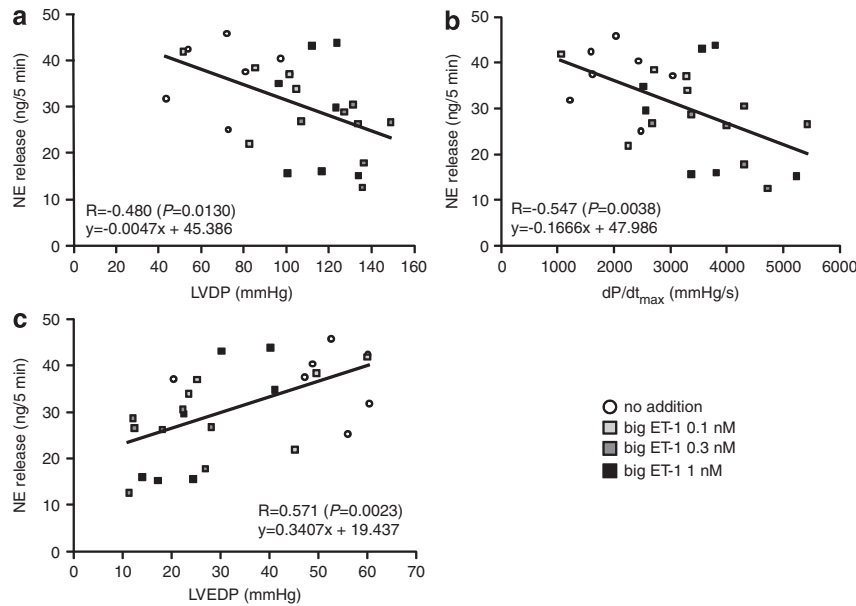 a
NE release (ng/5 min)
50
40
30
20
10
0
R=-0.480 (P=0.0130)
y=-0.0047x + 45.386
0 20 40 60 80 100 120 140 160
LVDP (mmHg)
b
NE release (ng/5 min)
50
40
30
20
10
0
R=-0.547 (P=0.0038)
y=-0.1666x + 47.986
0 1000 2000 3000 4000 5000 6000
dP/dtmax (mmHg/s)
c
NE release (ng/5 min)
50
40
30
20
10
0
R=0.571 (P=0.0023)
y=0.3407x + 19.437
0 10 20 30 40 50 60 70
LVEDP (mmHg)
no addition
big ET-1 0.1 nM
big ET-1 0.3 nM
big ET-1 1 nM